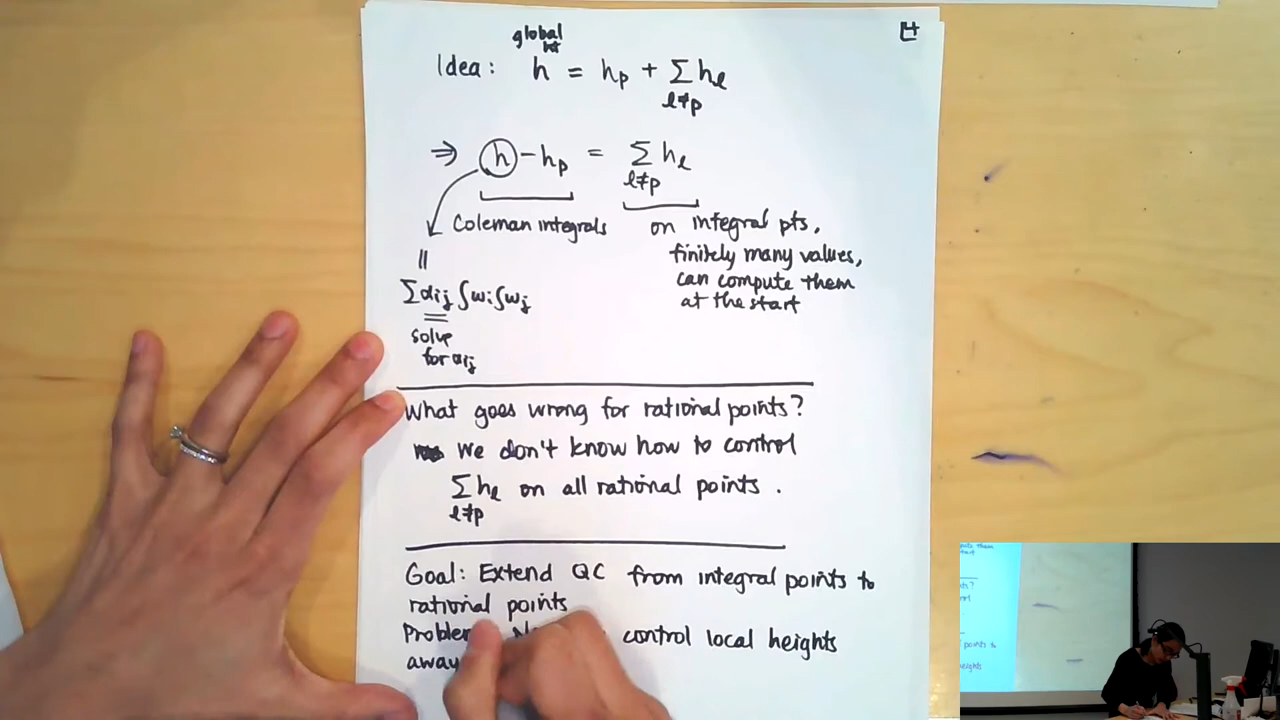 global
ht
Idea: h = hp + Σ hℓ
ℓ≠p
⇒ h - hp = Σ hℓ
ℓ≠p
Coleman integrals
on integral pts,
finitely many values,
can compute them
at the start
||
Σ αij ∫ωi ∫ωj
solve
for αij
What goes wrong for rational points?
we don't know how to control
Σ hℓ on all rational points.
ℓ≠p
Goal: Extend QC from integral points to
rational points
control local heights
away